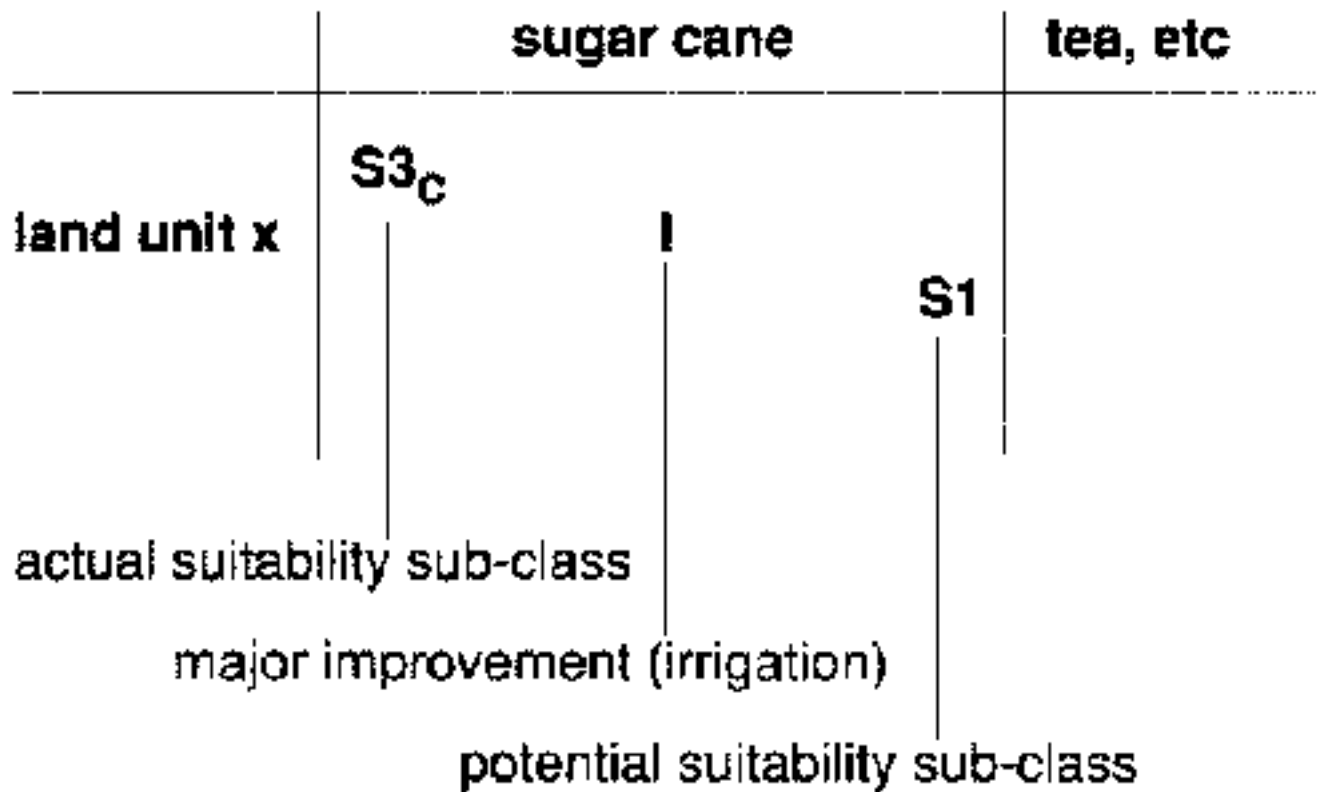 sugar cane tea, etc
S3c
land unit x I
S1
actual suitability sub-class
major improvement (irrigation)
potential suitability sub-class